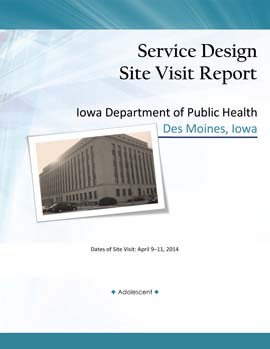 Service Design
Site Visit Report
Iowa Department of Public Health
Des Moines, Iowa
Dates of Site Visit: April 9–11, 2014
◆ Adolescent ◆